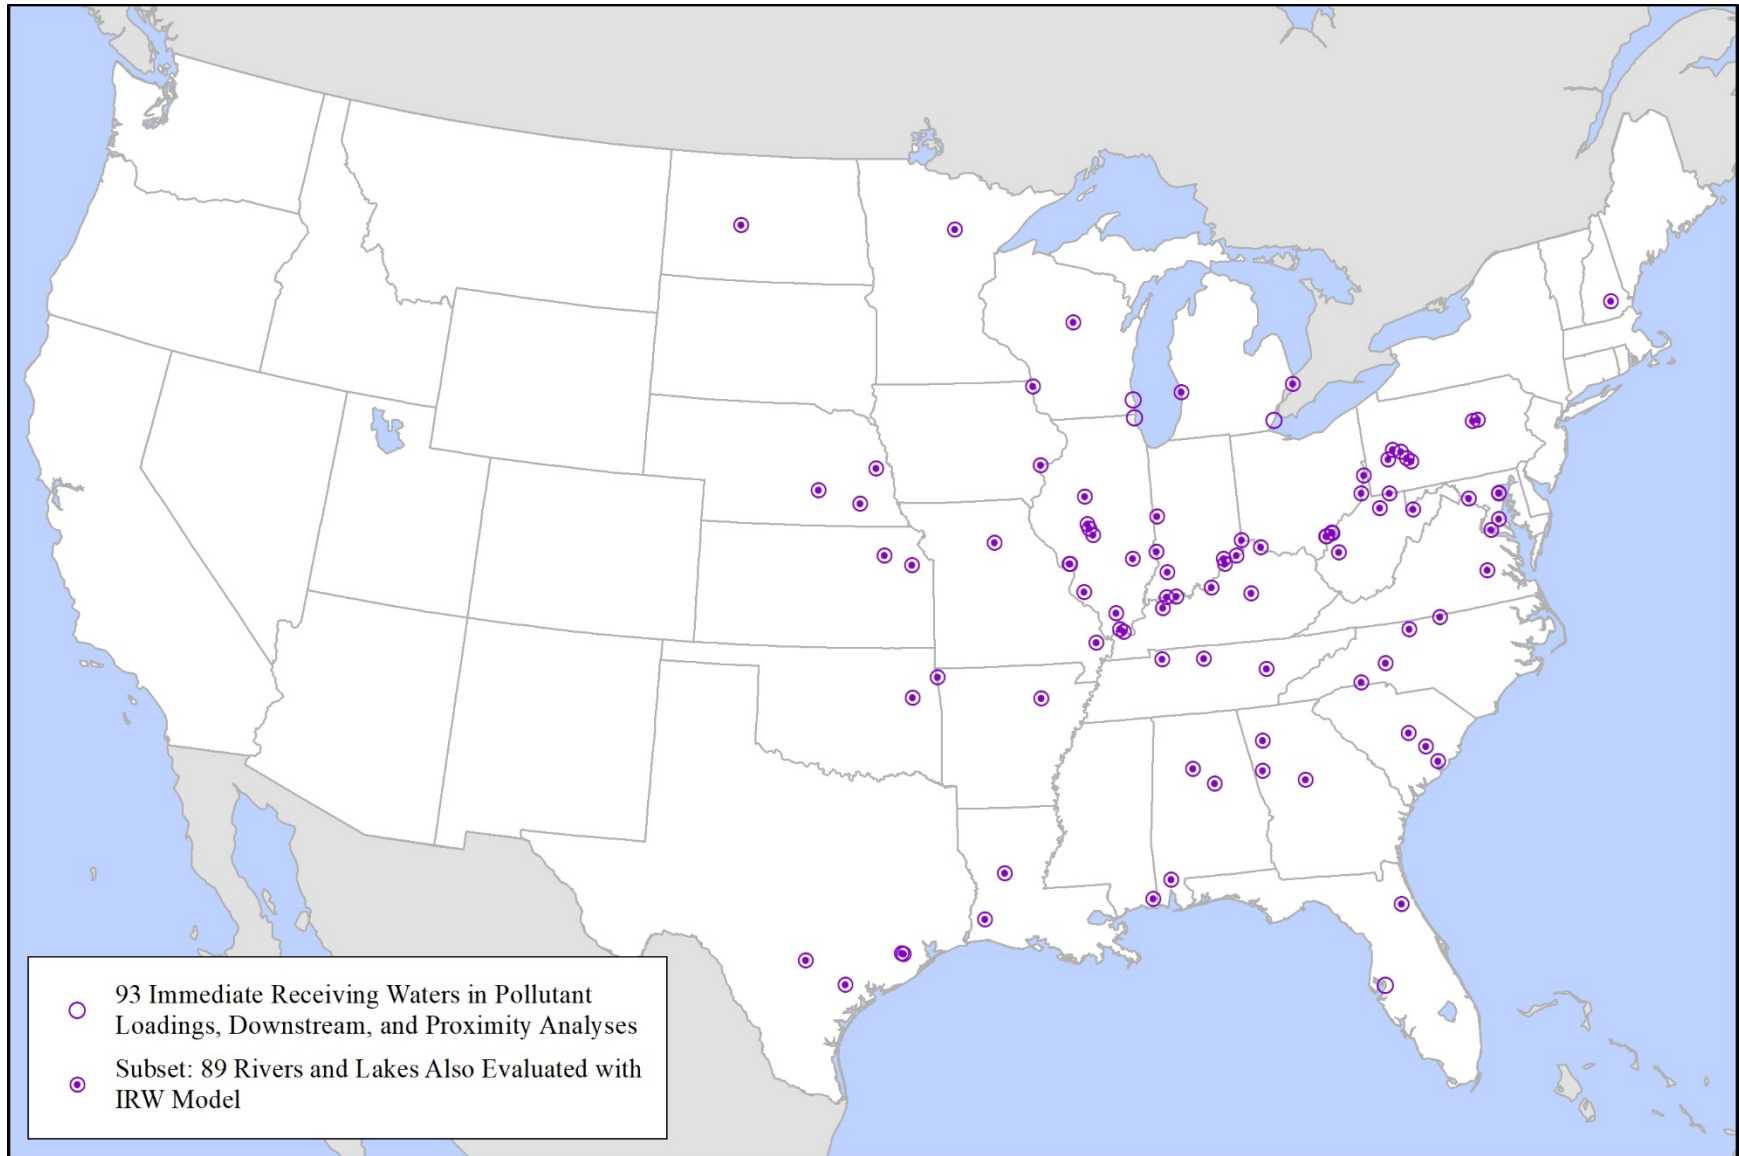 93 Immediate Receiving Waters in Pollutant
Loadings, Downstream, and Proximity Analyses
Subset: 89 Rivers and Lakes Also Evaluated with
IRW Model